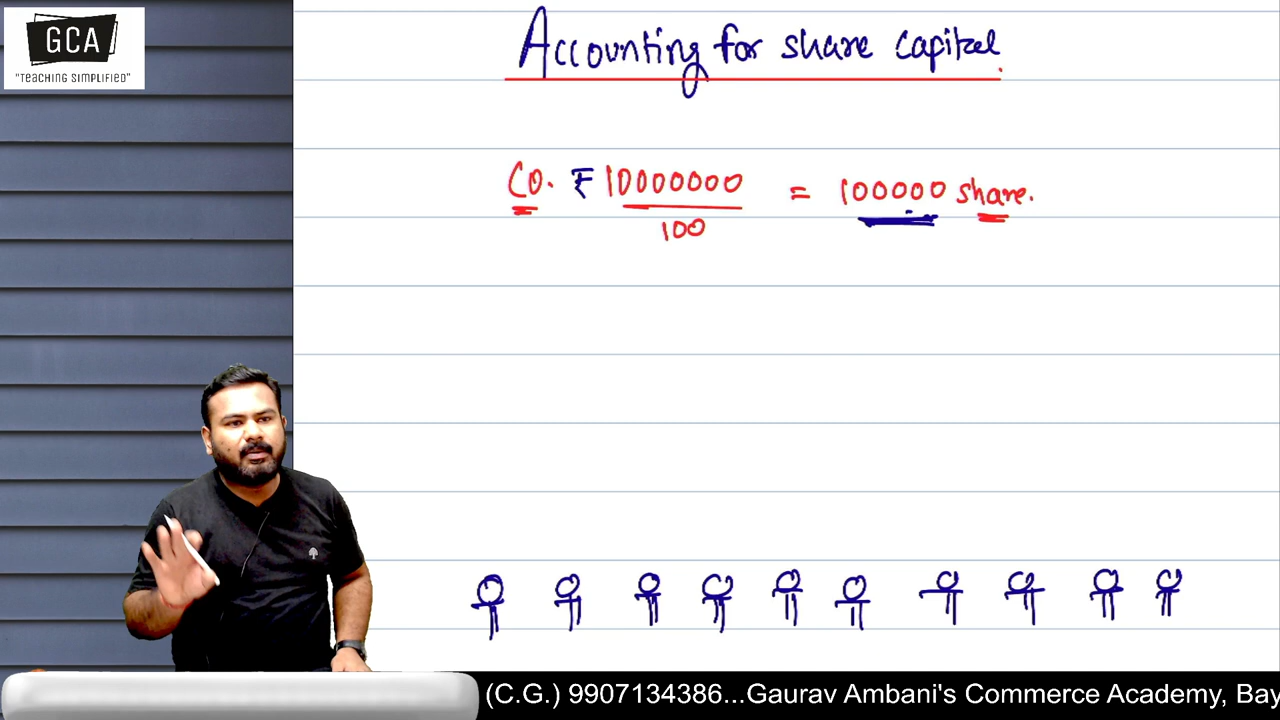 GCA
"TEACHING SIMPLIFIED"
Accounting for share capital
Co. ₹ 10000000 / 100 = 100000 share.
(C.G.) 9907134386...Gaurav Ambani's Commerce Academy, Bay